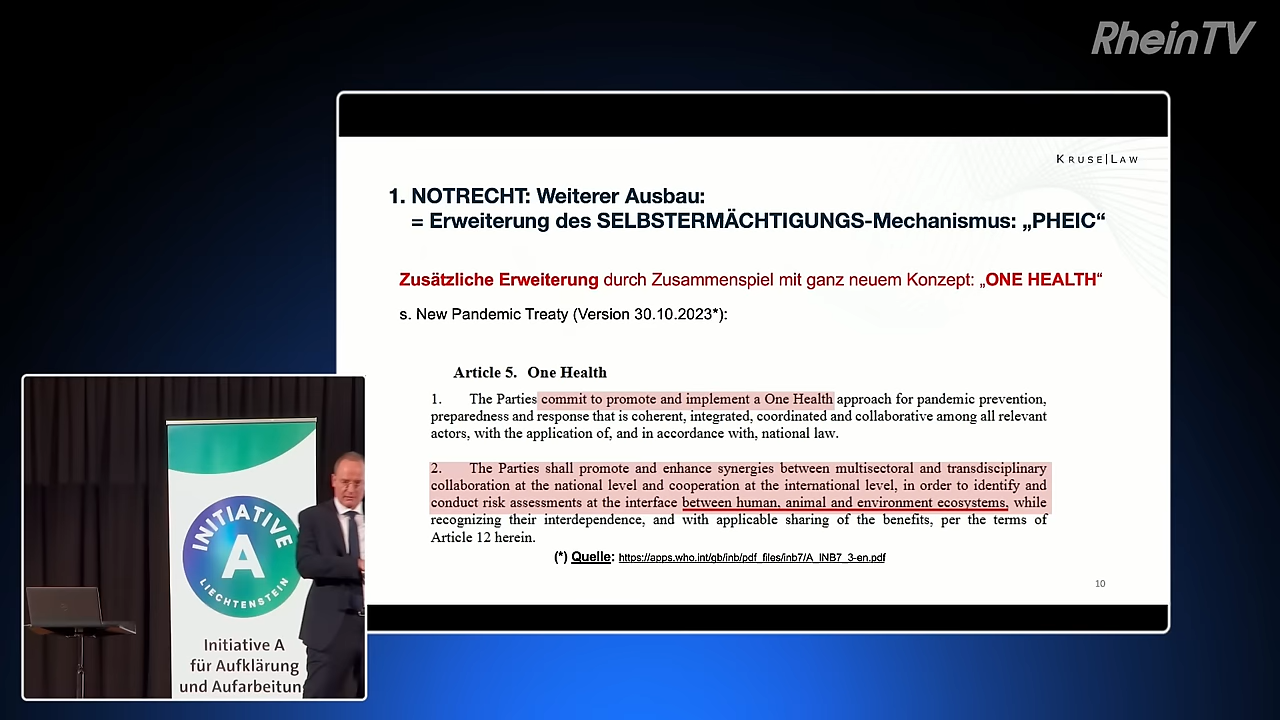 RheinTV
KRUSE|LAW
1. NOTRECHT: Weiterer Ausbau:
= Erweiterung des SELBSTERMÄCHTIGUNGS-Mechanismus: „PHEIC“
Zusätzliche Erweiterung durch Zusammenspiel mit ganz neuem Konzept: „ONE HEALTH“
s. New Pandemic Treaty (Version 30.10.2023*):
Article 5. One Health
1. The Parties commit to promote and implement a One Health approach for pandemic prevention,
preparedness and response that is coherent, integrated, coordinated and collaborative among all relevant
actors, with the application of, and in accordance with, national law.
2. The Parties shall promote and enhance synergies between multisectoral and transdisciplinary
collaboration at the national level and cooperation at the international level, in order to identify and
conduct risk assessments at the interface between human, animal and environment ecosystems, while
recognizing their interdependence, and with applicable sharing of the benefits, per the terms of
Article 12 herein.
(*) Quelle: https://apps.who.int/gb/inb/pdf_files/inb7/A_INB7_3-en.pdf
10
INITIATIVE
A
LIECHTENSTEIN
Initiative A
für Aufklärung
und Aufarbeitun